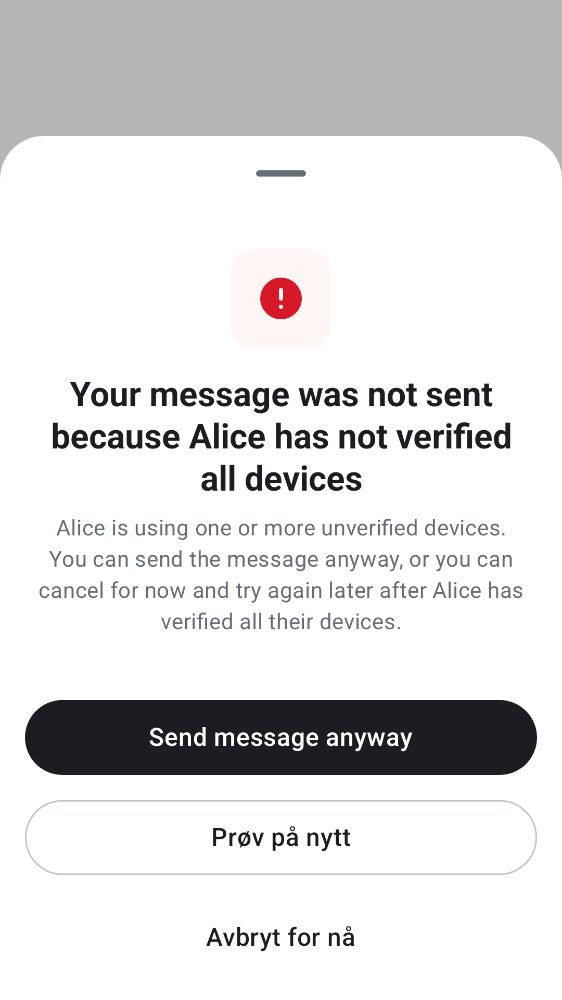 Your message was not sent
because Alice has not verified
all devices
Alice is using one or more unverified devices.
You can send the message anyway, or you can
cancel for now and try again later after Alice has
verified all their devices.
Send message anyway
Prøv på nytt
Avbryt for nå